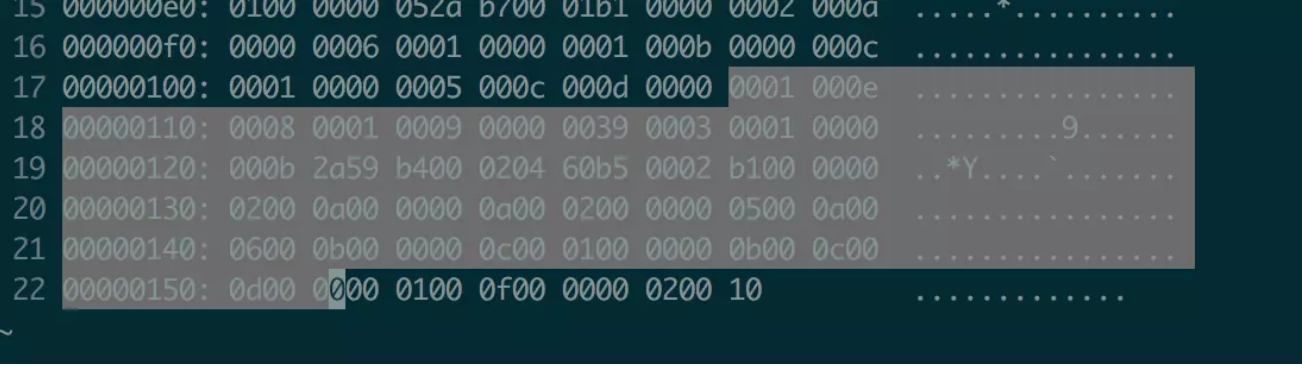 15 000000e0: 0100 0000 052a b700 01b1 0000 0002 000a .....*..........
16 000000f0: 0000 0006 0001 0000 0001 000b 0000 000c ................
17 00000100: 0001 0000 0005 000c 000d 0000 0001 000e ................
18 00000110: 0008 0001 0009 0000 0039 0003 0001 0000 .........9......
19 00000120: 000b 2a59 b400 0204 60b5 0002 b100 0000 ..*Y....`.......
20 00000130: 0200 0a00 0000 0a00 0200 0000 0500 0a00 ................
21 00000140: 0600 0b00 0000 0c00 0100 0000 0b00 0c00 ................
22 00000150: 0d00 0000 0100 0f00 0000 0200 10 .............
~